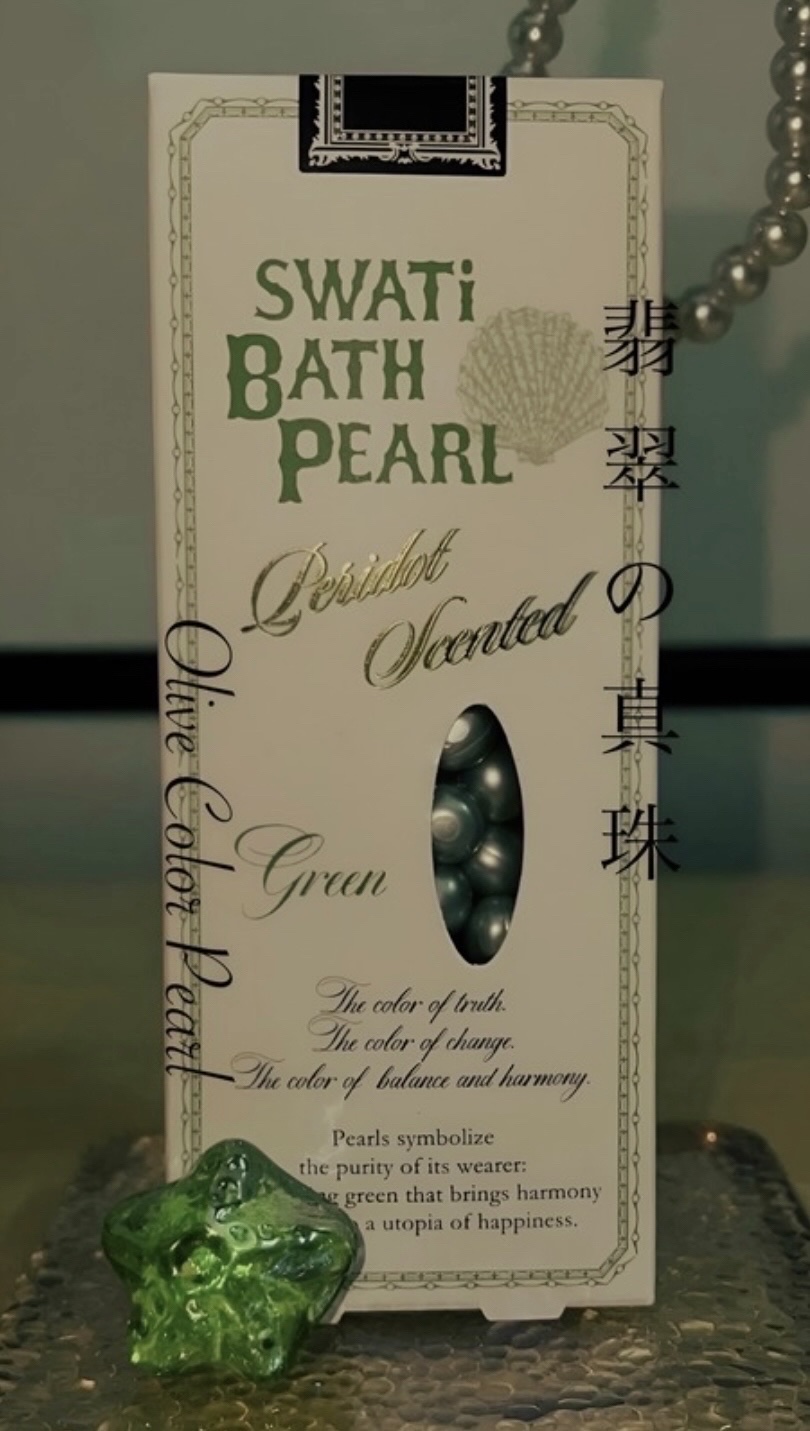 SWATi
BATH
PEARL
Peridot
Scented
Green
The color of truth.
The color of change.
The color of balance and harmony.
Pearls symbolize
the purity of its wearer:
green that brings harmony
a utopia of happiness.
Olive Color Pearl
翡翠の真珠